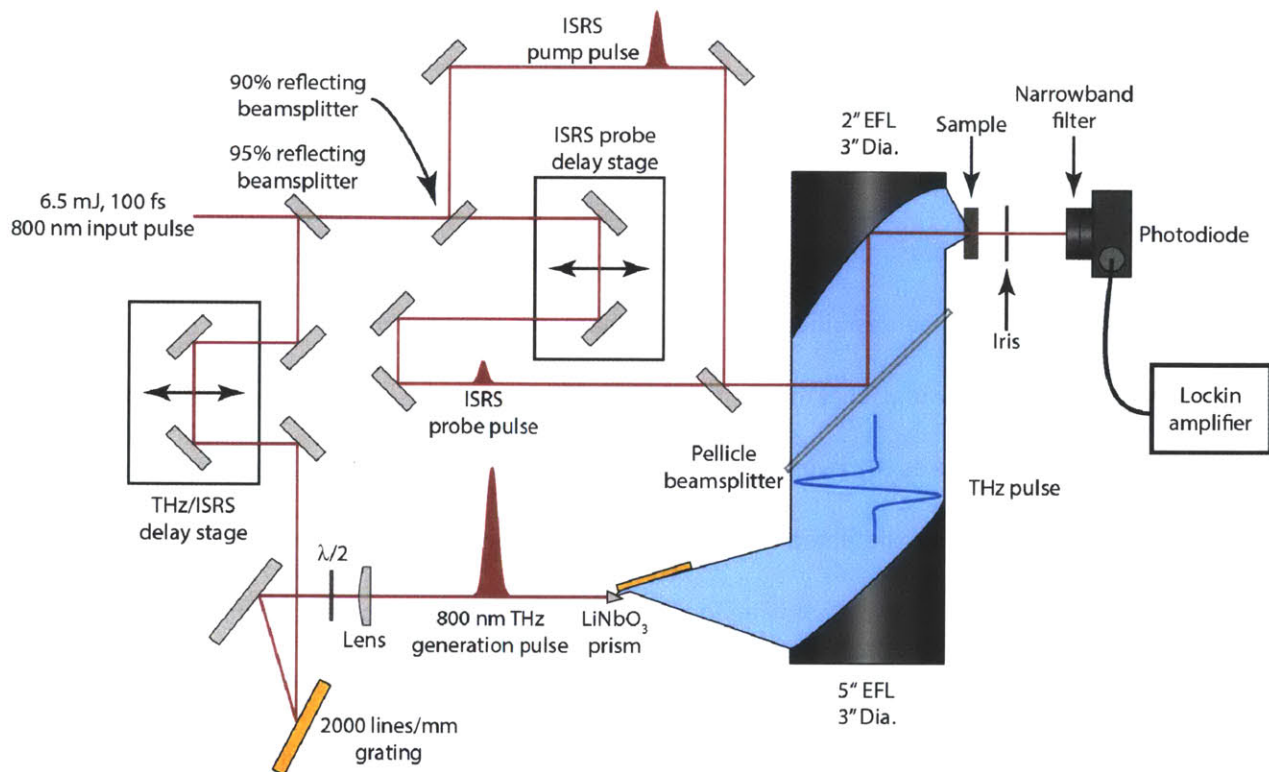 ISRS
pump pulse
90% reflecting
beamsplitter
95% reflecting
beamsplitter
ISRS probe
delay stage
2" EFL
3" Dia.
Sample
Narrowband
filter
6.5 mJ, 100 fs
800 nm input pulse
Photodiode
Iris
ISRS
probe pulse
Lockin
amplifier
Pellicle
beamsplitter
THz pulse
THz/ISRS
delay stage
λ/2
Lens
800 nm THz
generation pulse
LiNbO3
prism
5" EFL
3" Dia.
2000 lines/mm
grating